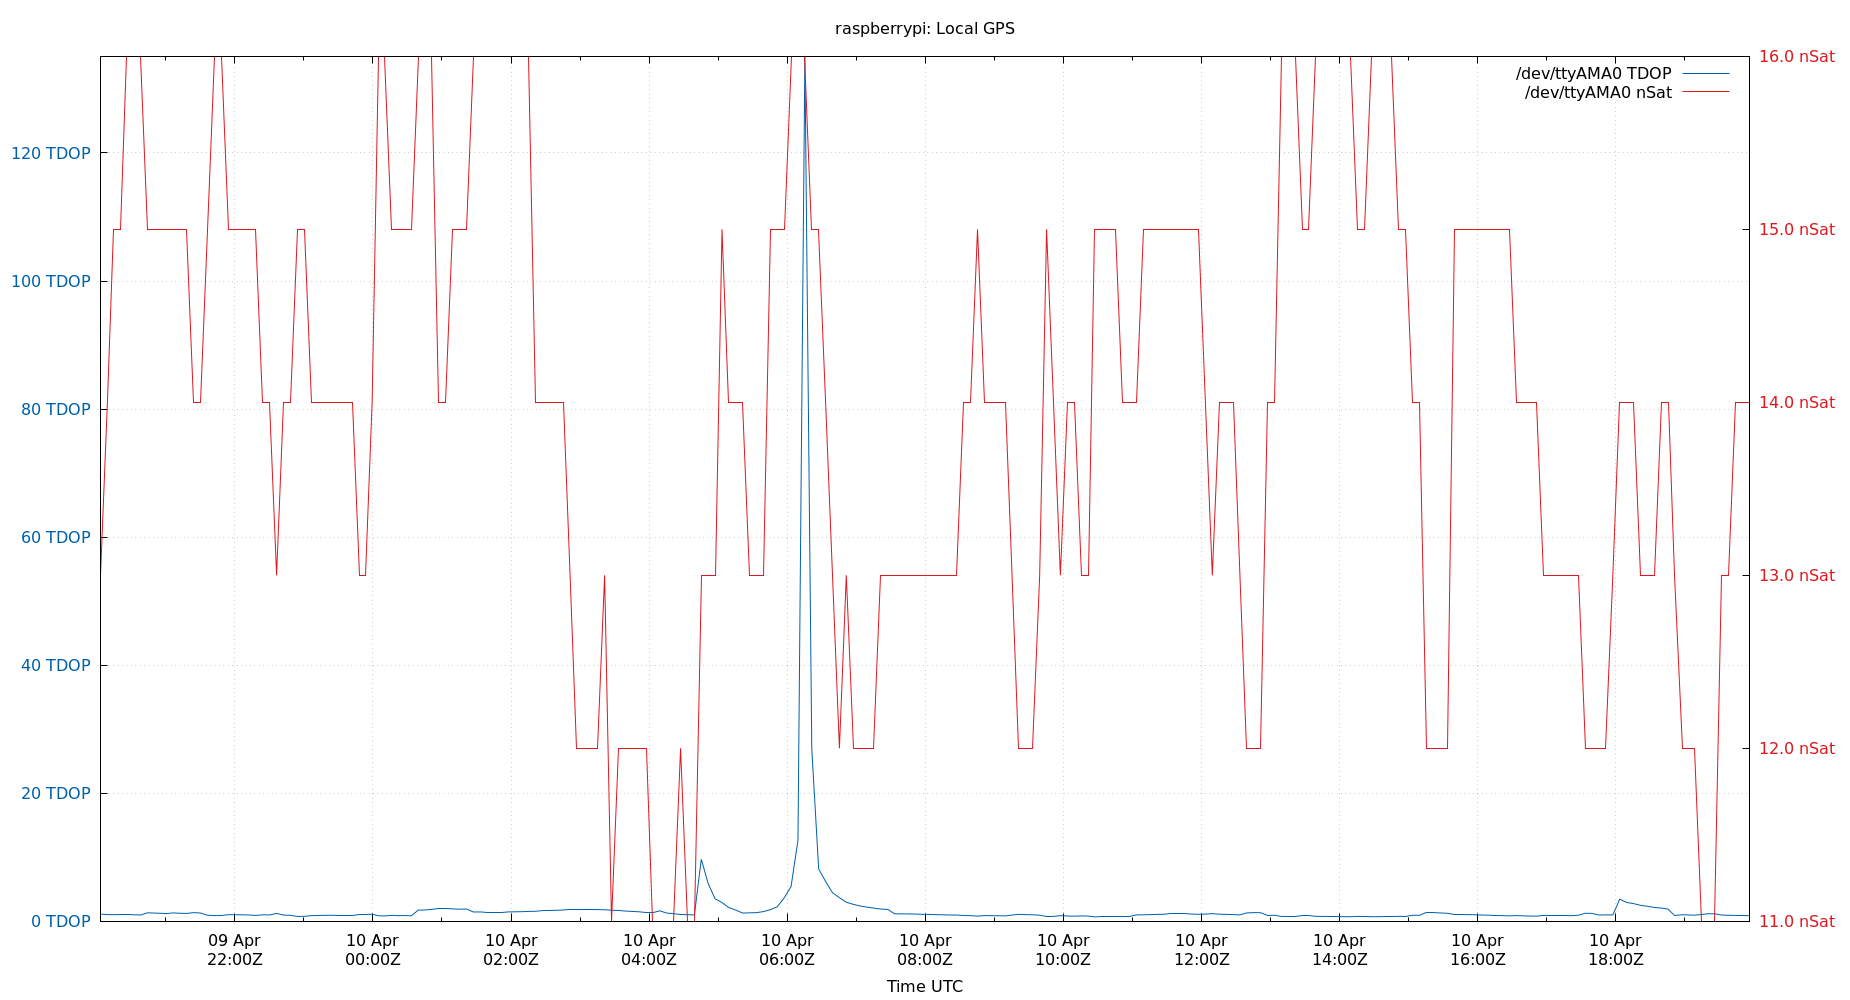 raspberrypi: Local GPS
/dev/ttyAMA0 TDOP
/dev/ttyAMA0 nSat
120 TDOP
100 TDOP
80 TDOP
60 TDOP
40 TDOP
20 TDOP
0 TDOP
16.0 nSat
15.0 nSat
14.0 nSat
13.0 nSat
12.0 nSat
11.0 nSat
09 Apr
22:00Z
10 Apr
00:00Z
10 Apr
02:00Z
10 Apr
04:00Z
10 Apr
06:00Z
10 Apr
08:00Z
10 Apr
10:00Z
10 Apr
12:00Z
10 Apr
14:00Z
10 Apr
16:00Z
10 Apr
18:00Z
Time UTC